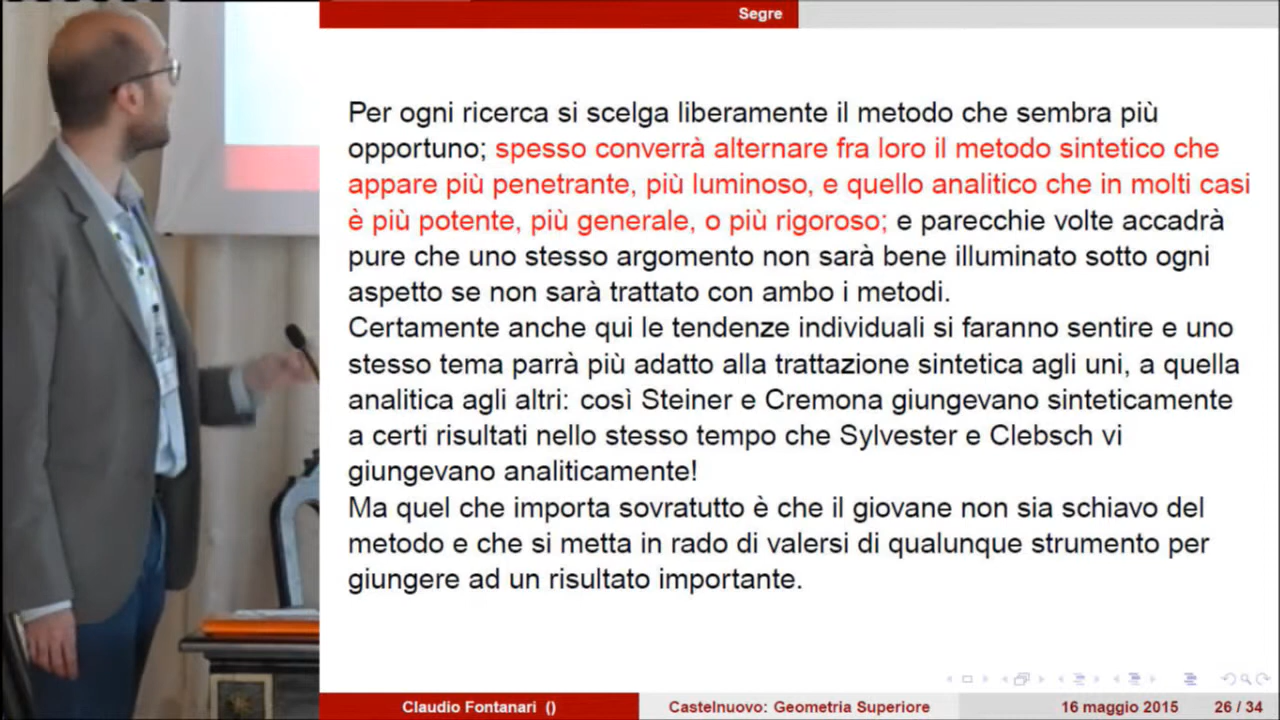 Segre
Per ogni ricerca si scelga liberamente il metodo che sembra più
opportuno; spesso converrà alternare fra loro il metodo sintetico che
appare più penetrante, più luminoso, e quello analitico che in molti casi
è più potente, più generale, o più rigoroso; e parecchie volte accadrà
pure che uno stesso argomento non sarà bene illuminato sotto ogni
aspetto se non sarà trattato con ambo i metodi.
Certamente anche qui le tendenze individuali si faranno sentire e uno
stesso tema parrà più adatto alla trattazione sintetica agli uni, a quella
analitica agli altri: così Steiner e Cremona giungevano sinteticamente
a certi risultati nello stesso tempo che Sylvester e Clebsch vi
giungevano analiticamente!
Ma quel che importa sovratutto è che il giovane non sia schiavo del
metodo e che si metta in rado di valersi di qualunque strumento per
giungere ad un risultato importante.
Claudio Fontanari () Castelnuovo: Geometria Superiore 16 maggio 2015 26 / 34